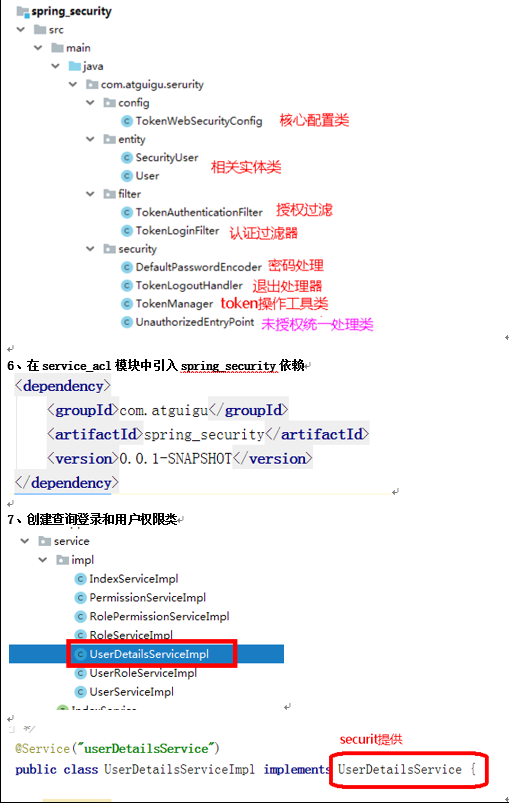 spring_security
src
main
java
com.atguigu.serurity
config
TokenWebSecurityConfig 核心配置类
entity
SecurityUser
User 相关实体类
filter
TokenAuthenticationFilter 授权过滤
TokenLoginFilter 认证过滤器
security
DefaultPasswordEncoder 密码处理
TokenLogoutHandler 退出处理器
TokenManager token操作工具类
UnauthorizedEntryPoint 未授权统一处理类
6、在 service_acl 模块中引入 spring_security 依赖
<dependency>
<groupId>com.atguigu</groupId>
<artifactId>spring_security</artifactId>
<version>0.0.1-SNAPSHOT</version>
</dependency>
7、创建查询登录和用户权限类
service
impl
IndexServiceImpl
PermissionServiceImpl
RolePermissionServiceImpl
RoleServiceImpl
UserDetailsServiceImpl
UserRoleServiceImpl
UserServiceImpl
IndexService
*/
securit提供
@Service("userDetailsService")
public class UserDetailsServiceImpl implements UserDetailsService {